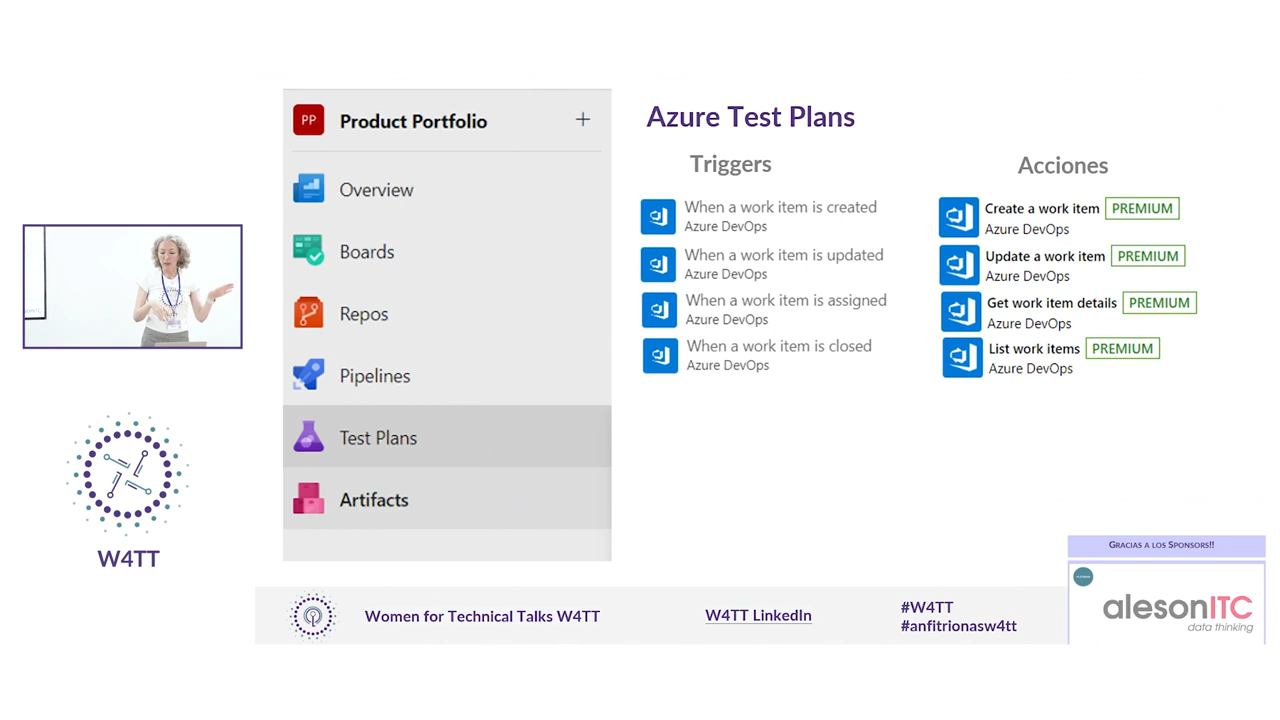 PP
Product Portfolio
+
Overview
Boards
Repos
Pipelines
Test Plans
Artifacts
Azure Test Plans
Triggers
When a work item is created
Azure DevOps
When a work item is updated
Azure DevOps
When a work item is assigned
Azure DevOps
When a work item is closed
Azure DevOps
Acciones
Create a work item PREMIUM
Azure DevOps
Update a work item PREMIUM
Azure DevOps
Get work item details PREMIUM
Azure DevOps
List work items PREMIUM
Azure DevOps
W4TT
Women for Technical Talks W4TT
W4TT LinkedIn
#W4TT
#anfitrionasw4tt
Gracias a los Sponsors!!
alesonITC
data thinking